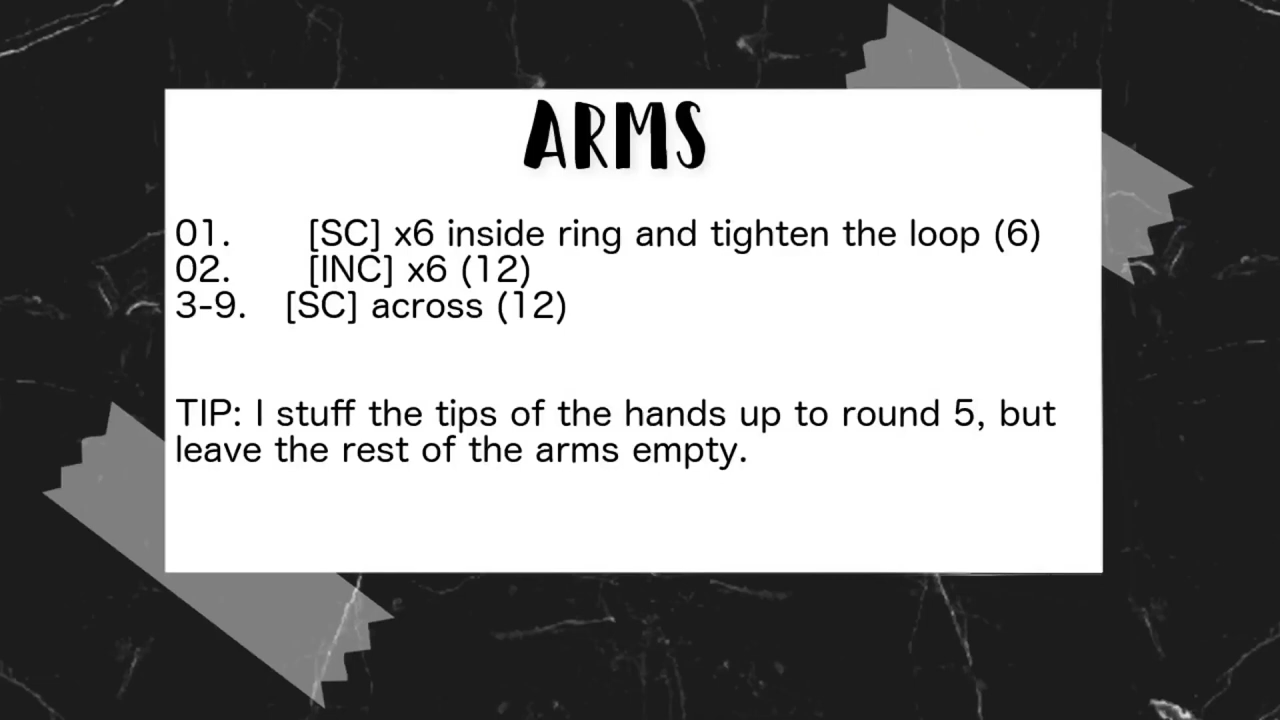 ARMS
01. [SC] x6 inside ring and tighten the loop (6)
02. [INC] x6 (12)
3-9. [SC] across (12)
TIP: I stuff the tips of the hands up to round 5, but
leave the rest of the arms empty.